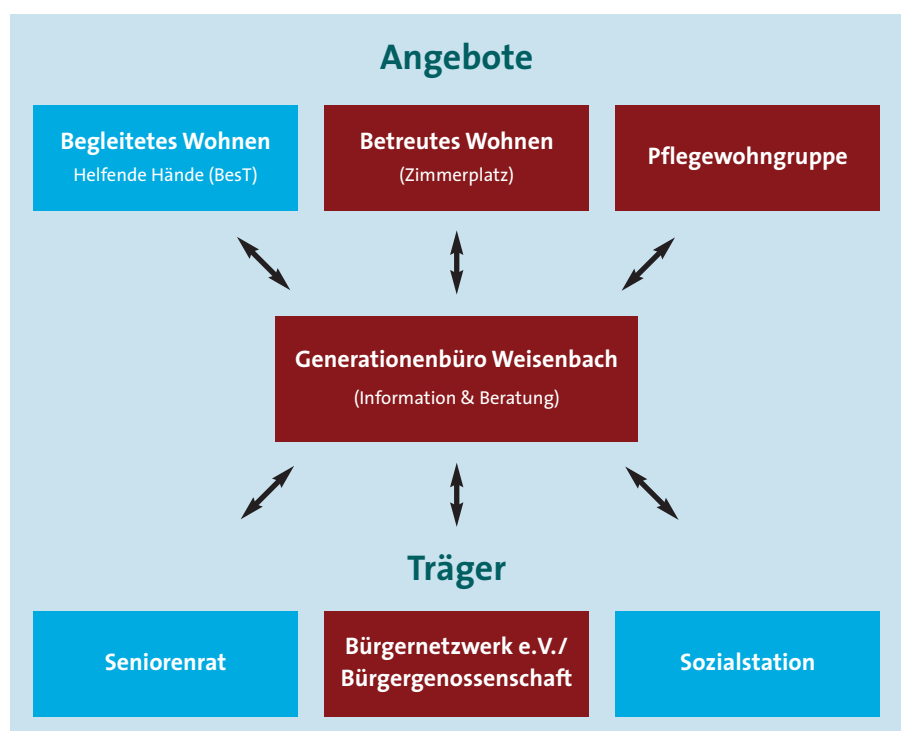 Angebote
Begleitetes Wohnen
Helfende Hände (BesT)
Betreutes Wohnen
(Zimmerplatz)
Pflegewohngruppe
Generationenbüro Weisenbach
(Information & Beratung)
Träger
Seniorenrat
Bürgernetzwerk e.V./
Bürgergenossenschaft
Sozialstation